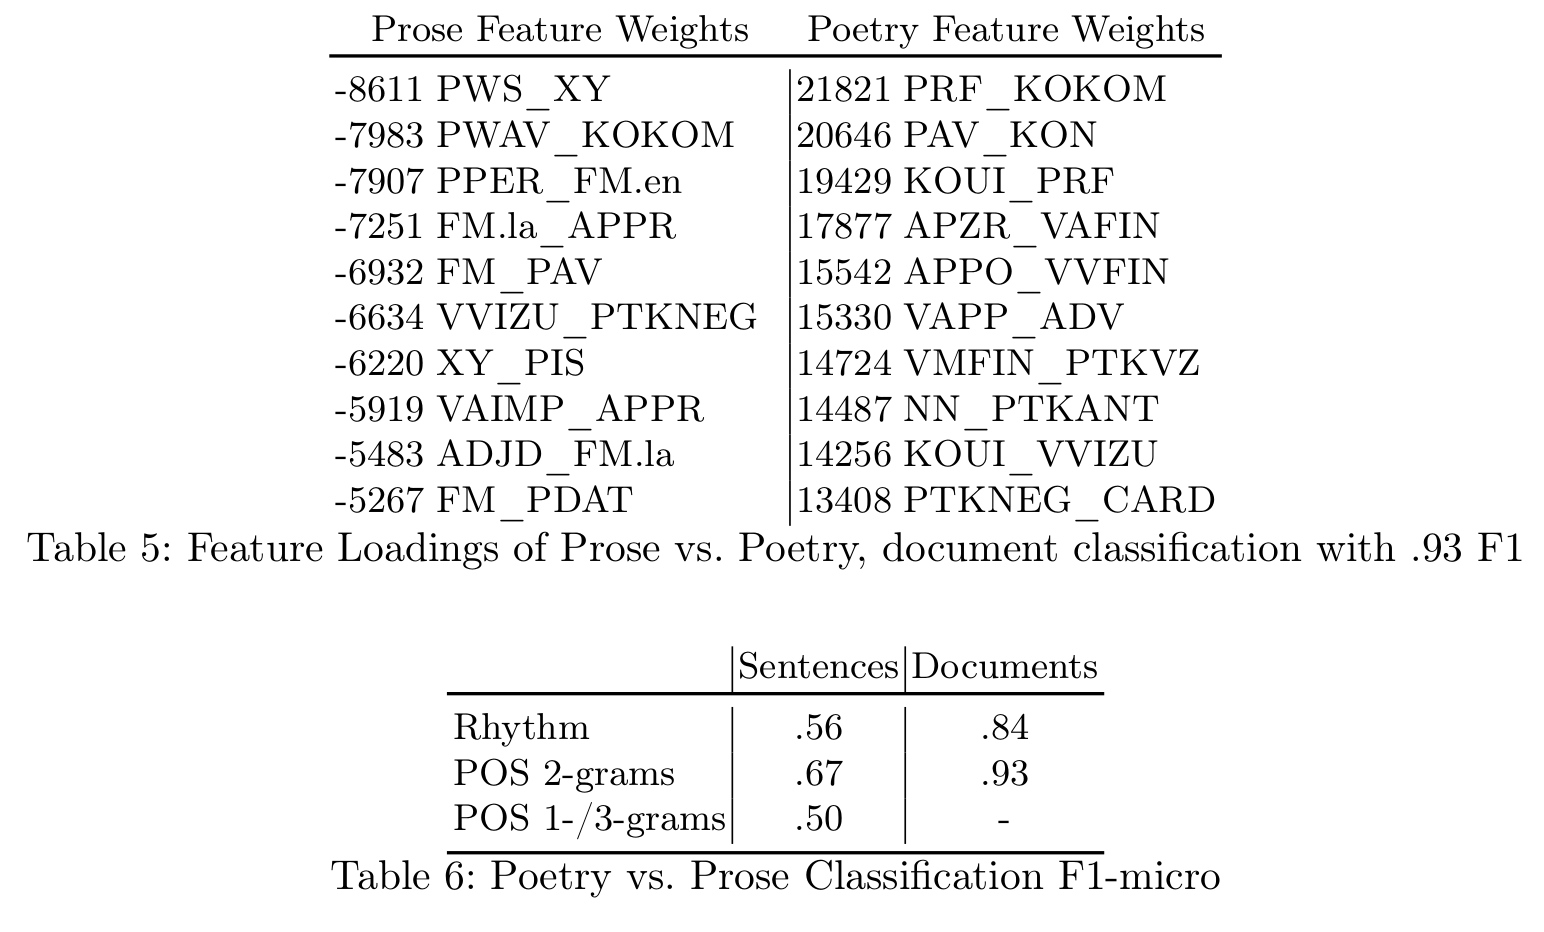 Prose Feature Weights Poetry Feature Weights
-8611 PWS_XY 21821 PRF_KOKOM
-7983 PWAV_KOKOM 20646 PAV_KON
-7907 PPER_FM.en 19429 KOUI_PRF
-7251 FM.la_APPR 17877 APZR_VAFIN
-6932 FM_PAV 15542 APPO_VVFIN
-6634 VVIZU_PTKNEG 15330 VAPP_ADV
-6220 XY_PIS 14724 VMFIN_PTKVZ
-5919 VAIMP_APPR 14487 NN_PTKANT
-5483 ADJD_FM.la 14256 KOUI_VVIZU
-5267 FM_PDAT 13408 PTKNEG_CARD
Table 5: Feature Loadings of Prose vs. Poetry, document classification with .93 F1
Sentences Documents
Rhythm .56 .84
POS 2-grams .67 .93
POS 1-/3-grams .50 -
Table 6: Poetry vs. Prose Classification F1-micro